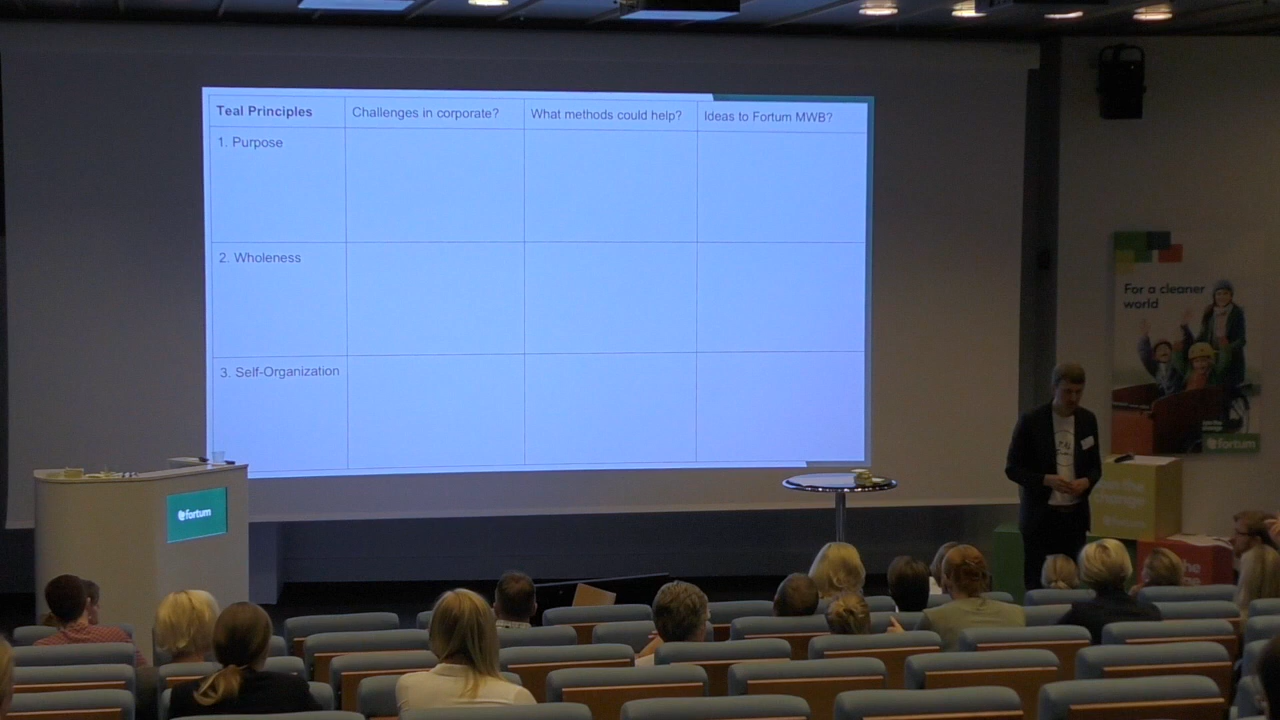 Teal Principles
Challenges in corporate?
What methods could help?
Ideas to Fortum MWB?
1. Purpose
2. Wholeness
3. Self-Organization
For a cleaner
world
fortum
fortum